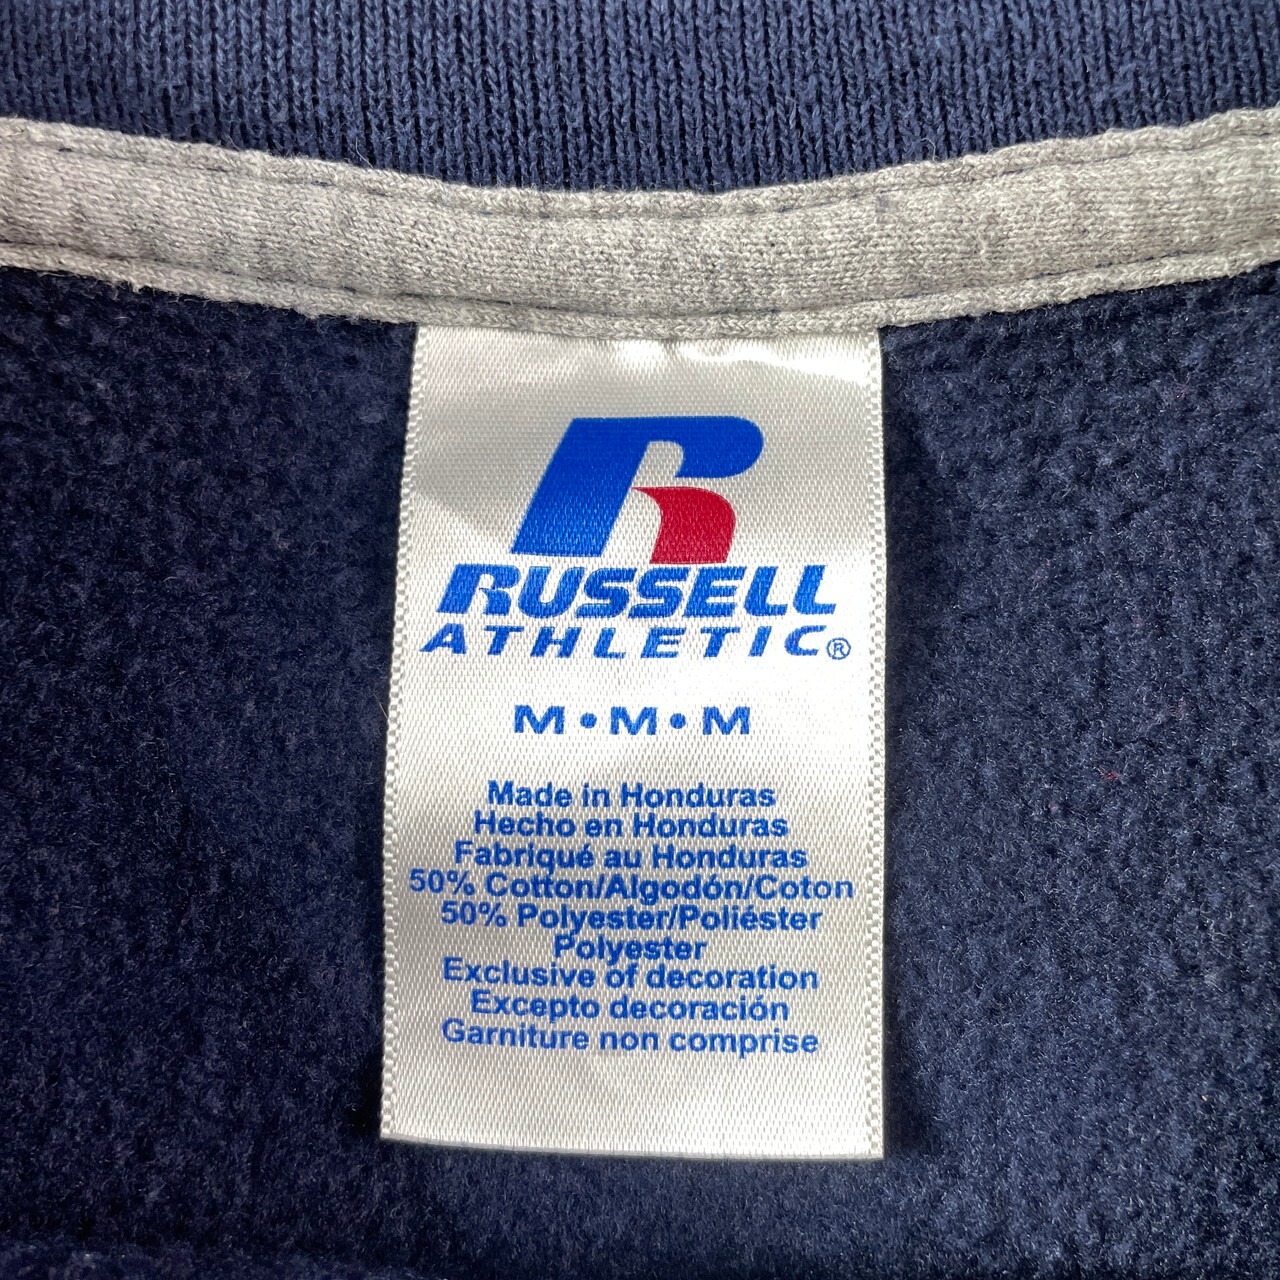 RUSSELL
ATHLETIC®
M•M•M
Made in Honduras
Hecho en Honduras
Fabriqué au Honduras
50% Cotton/Algodón/Coton
50% Polyester/Poliéster
Polyester
Exclusive of decoration
Excepto decoración
Garniture non comprise